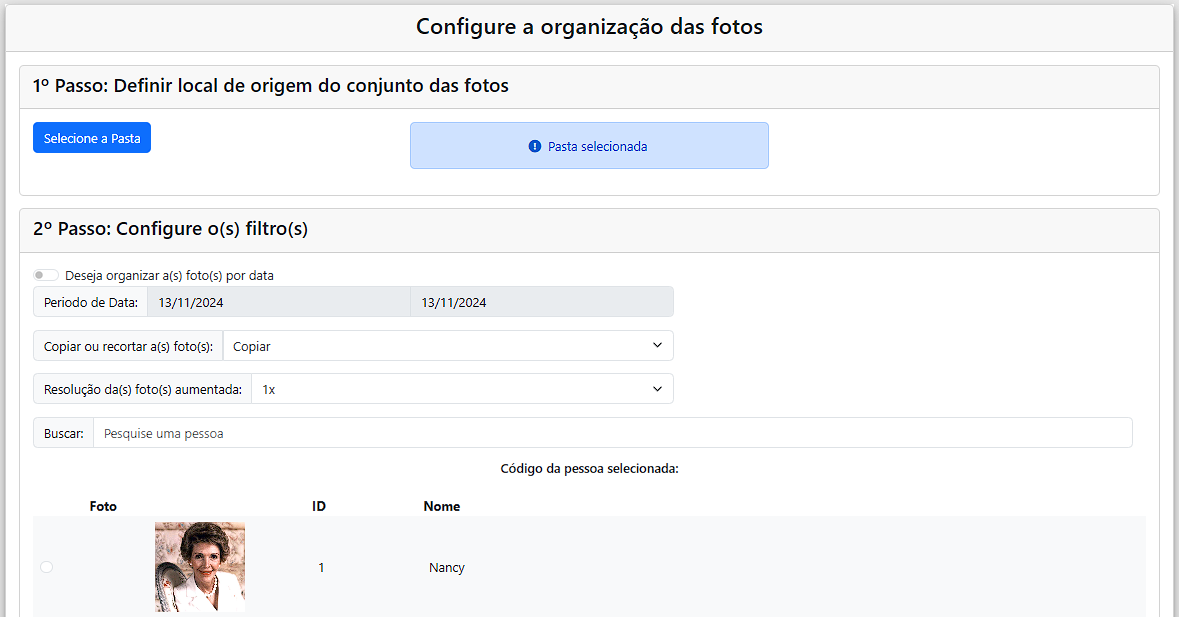 Configure a organização das fotos
1º Passo: Definir local de origem do conjunto das fotos
Selecione a Pasta
Pasta selecionada
2º Passo: Configure o(s) filtro(s)
Deseja organizar a(s) foto(s) por data
Periodo de Data: 13/11/2024 13/11/2024
Copiar ou recortar a(s) foto(s): Copiar
Resolução da(s) foto(s) aumentada: 1x
Buscar: Pesquise uma pessoa
Código da pessoa selecionada:
Foto ID Nome
1 Nancy